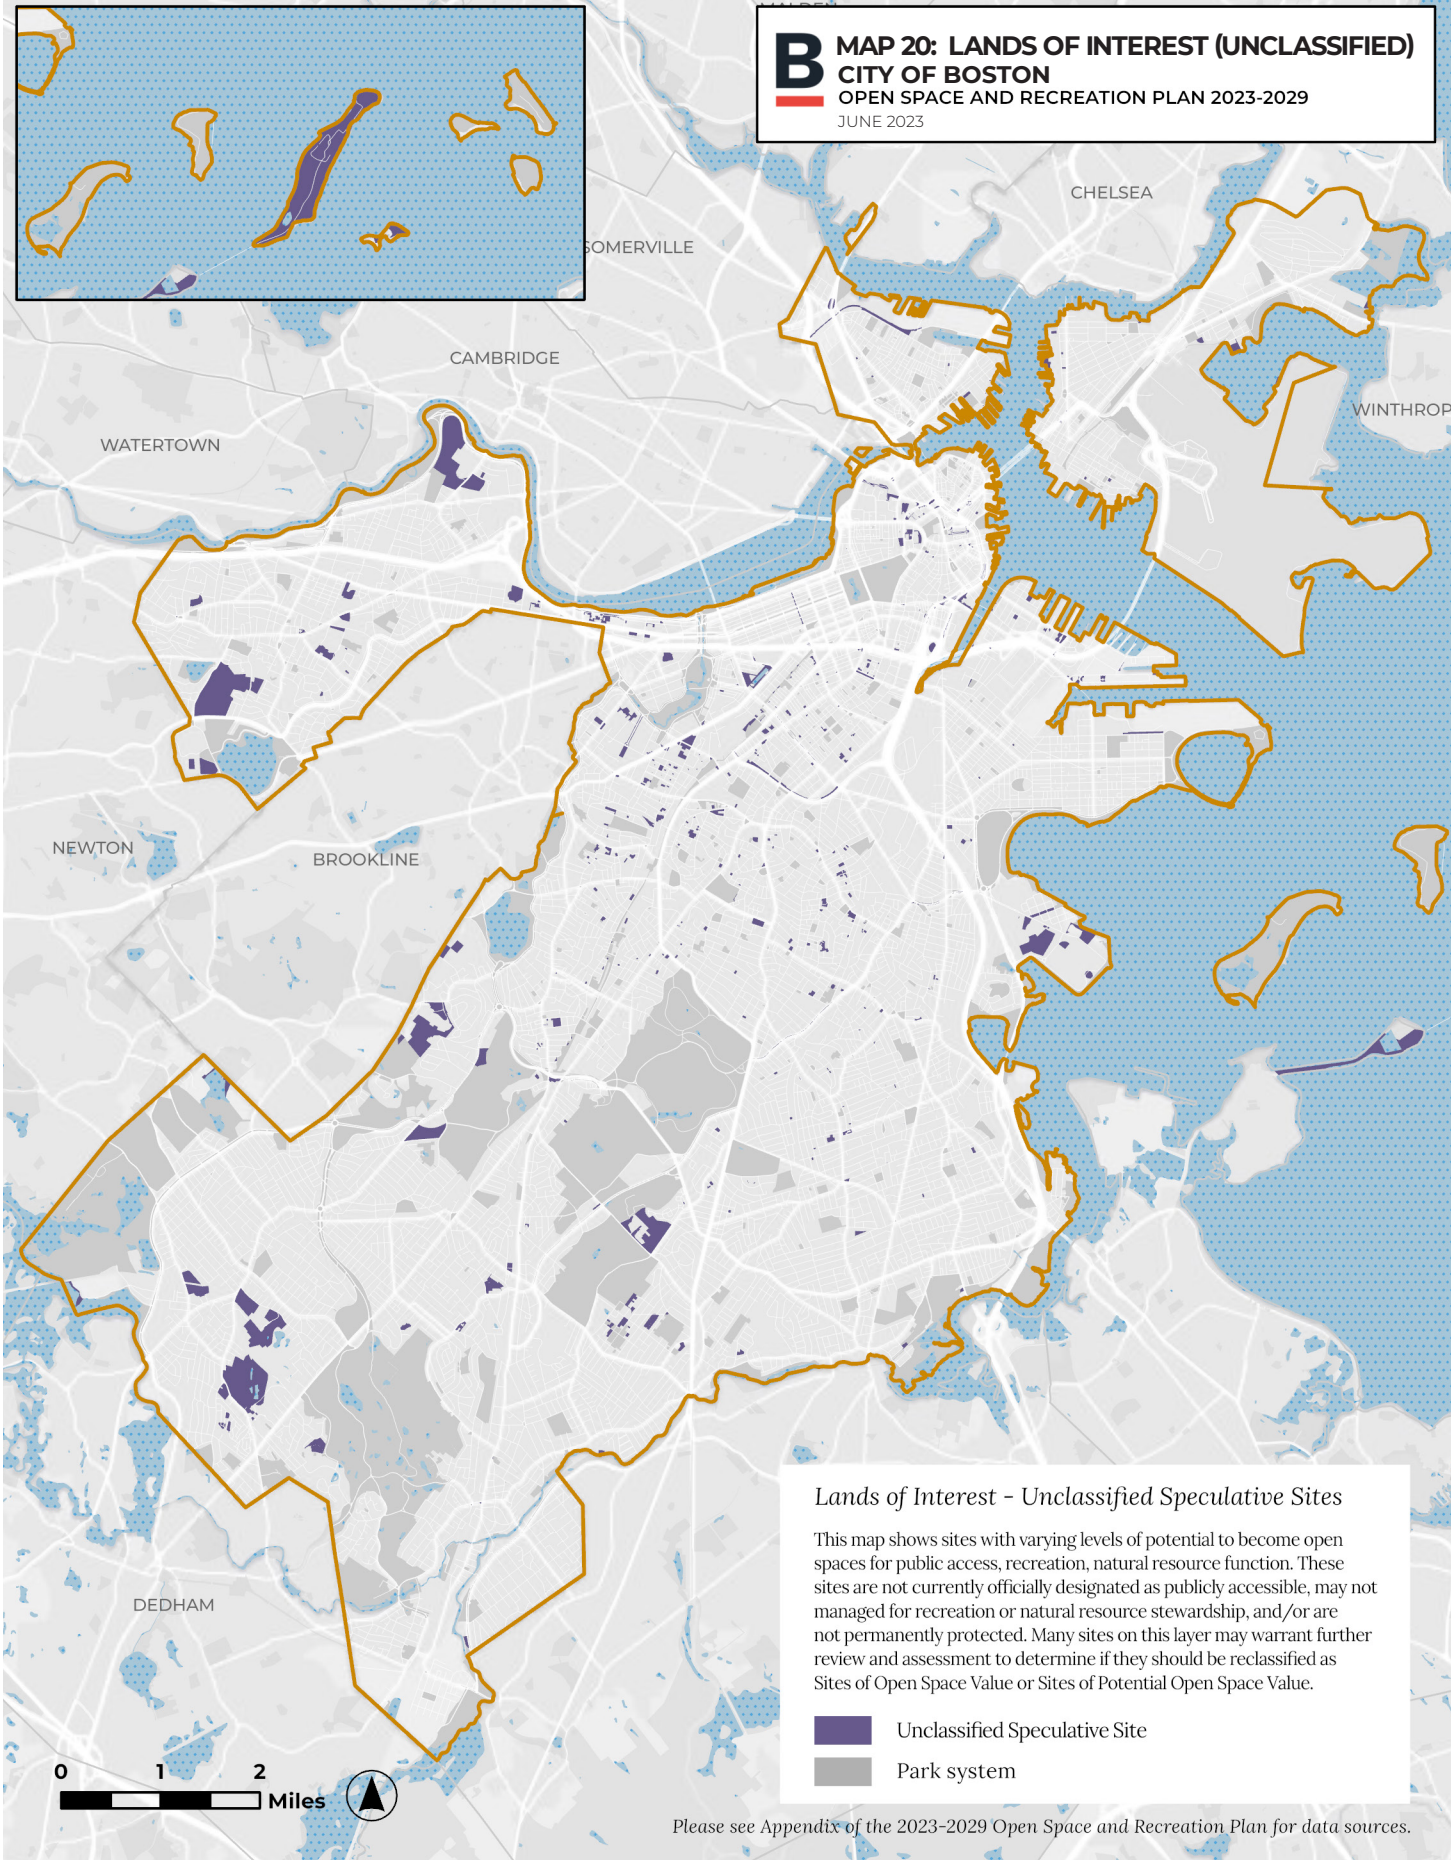 B
MAP 20: LANDS OF INTEREST (UNCLASSIFIED)
CITY OF BOSTON
OPEN SPACE AND RECREATION PLAN 2023-2029
JUNE 2023
MALDEN
CHELSEA
SOMERVILLE
CAMBRIDGE
WINTHROP
WATERTOWN
NEWTON
BROOKLINE
DEDHAM
Lands of Interest - Unclassified Speculative Sites
This map shows sites with varying levels of potential to become open
spaces for public access, recreation, natural resource function. These
sites are not currently officially designated as publicly accessible, may not
managed for recreation or natural resource stewardship, and/or are
not permanently protected. Many sites on this layer may warrant further
review and assessment to determine if they should be reclassified as
Sites of Open Space Value or Sites of Potential Open Space Value.
Unclassified Speculative Site
Park system
0 1 2
Miles
Please see Appendix of the 2023-2029 Open Space and Recreation Plan for data sources.